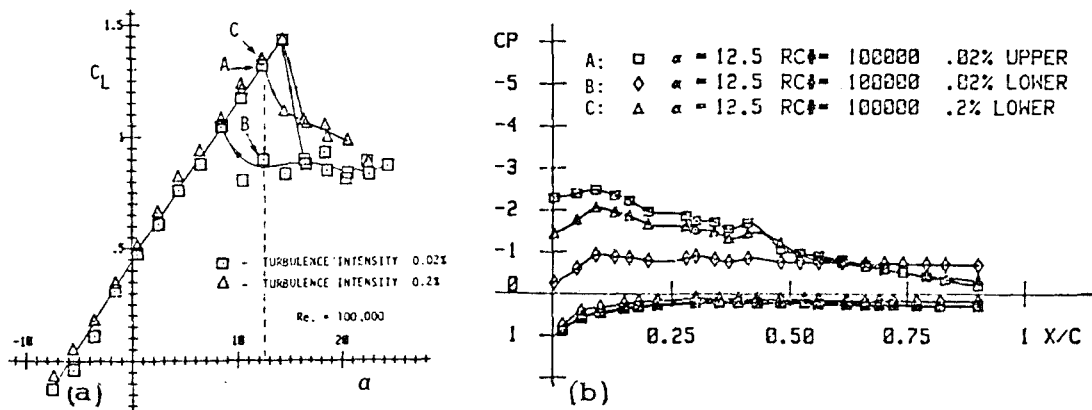 1.5
C
A
C_L
B
1
.5
□ - TURBULENCE INTENSITY 0.02%
△ - TURBULENCE INTENSITY 0.2%
Re. = 100,000
-10
10
20
α
(a)
CP
A: □ α = 12.5 RC#= 100000 .02% UPPER
B: ◇ α = 12.5 RC#= 100000 .02% LOWER
C: △ α = 12.5 RC#= 100000 .2% LOWER
-5
-4
-3
-2
-1
0
1
0.25
0.50
0.75
1 X/C
(b)